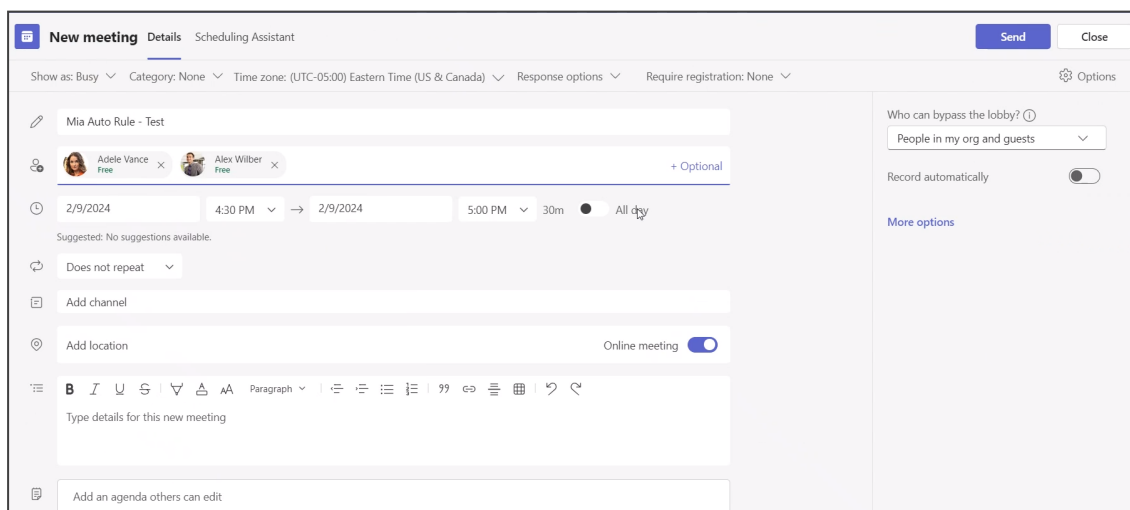 New meeting Details Scheduling Assistant Send Close
Show as: Busy Category: None Time zone: (UTC-05:00) Eastern Time (US & Canada) Response options Require registration: None Options
Mia Auto Rule - Test
Adele Vance Free Alex Wilber Free + Optional
2/9/2024 4:30 PM → 2/9/2024 5:00 PM 30m All day
Suggested: No suggestions available.
Does not repeat
Add channel
Add location Online meeting
B I U S A AA Paragraph
Type details for this new meeting
Add an agenda others can edit
Who can bypass the lobby?
People in my org and guests
Record automatically
More options